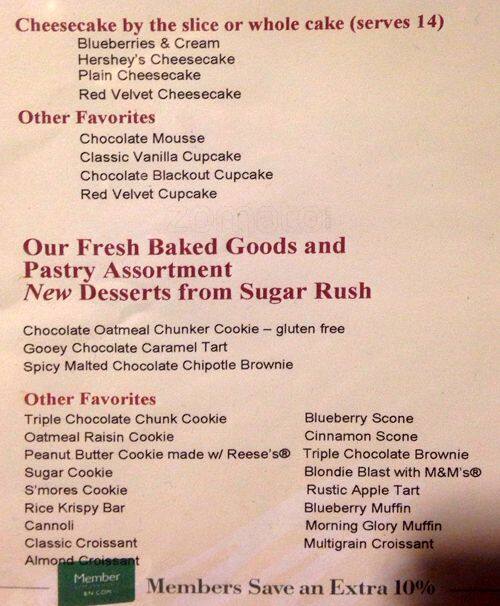 Cheesecake by the slice or whole cake (serves 14)
Blueberries & Cream
Hershey's Cheesecake
Plain Cheesecake
Red Velvet Cheesecake
Other Favorites
Chocolate Mousse
Classic Vanilla Cupcake
Chocolate Blackout Cupcake
Red Velvet Cupcake
Our Fresh Baked Goods and
Pastry Assortment
New Desserts from Sugar Rush
Chocolate Oatmeal Chunker Cookie – gluten free
Gooey Chocolate Caramel Tart
Spicy Malted Chocolate Chipotle Brownie
Other Favorites
Triple Chocolate Chunk Cookie
Oatmeal Raisin Cookie
Peanut Butter Cookie made w/ Reese's®
Sugar Cookie
S'mores Cookie
Rice Krispy Bar
Cannoli
Classic Croissant
Almond Croissant
Blueberry Scone
Cinnamon Scone
Triple Chocolate Brownie
Blondie Blast with M&M's®
Rustic Apple Tart
Blueberry Muffin
Morning Glory Muffin
Multigrain Croissant
Member
BN.COM
Members Save an Extra 10%